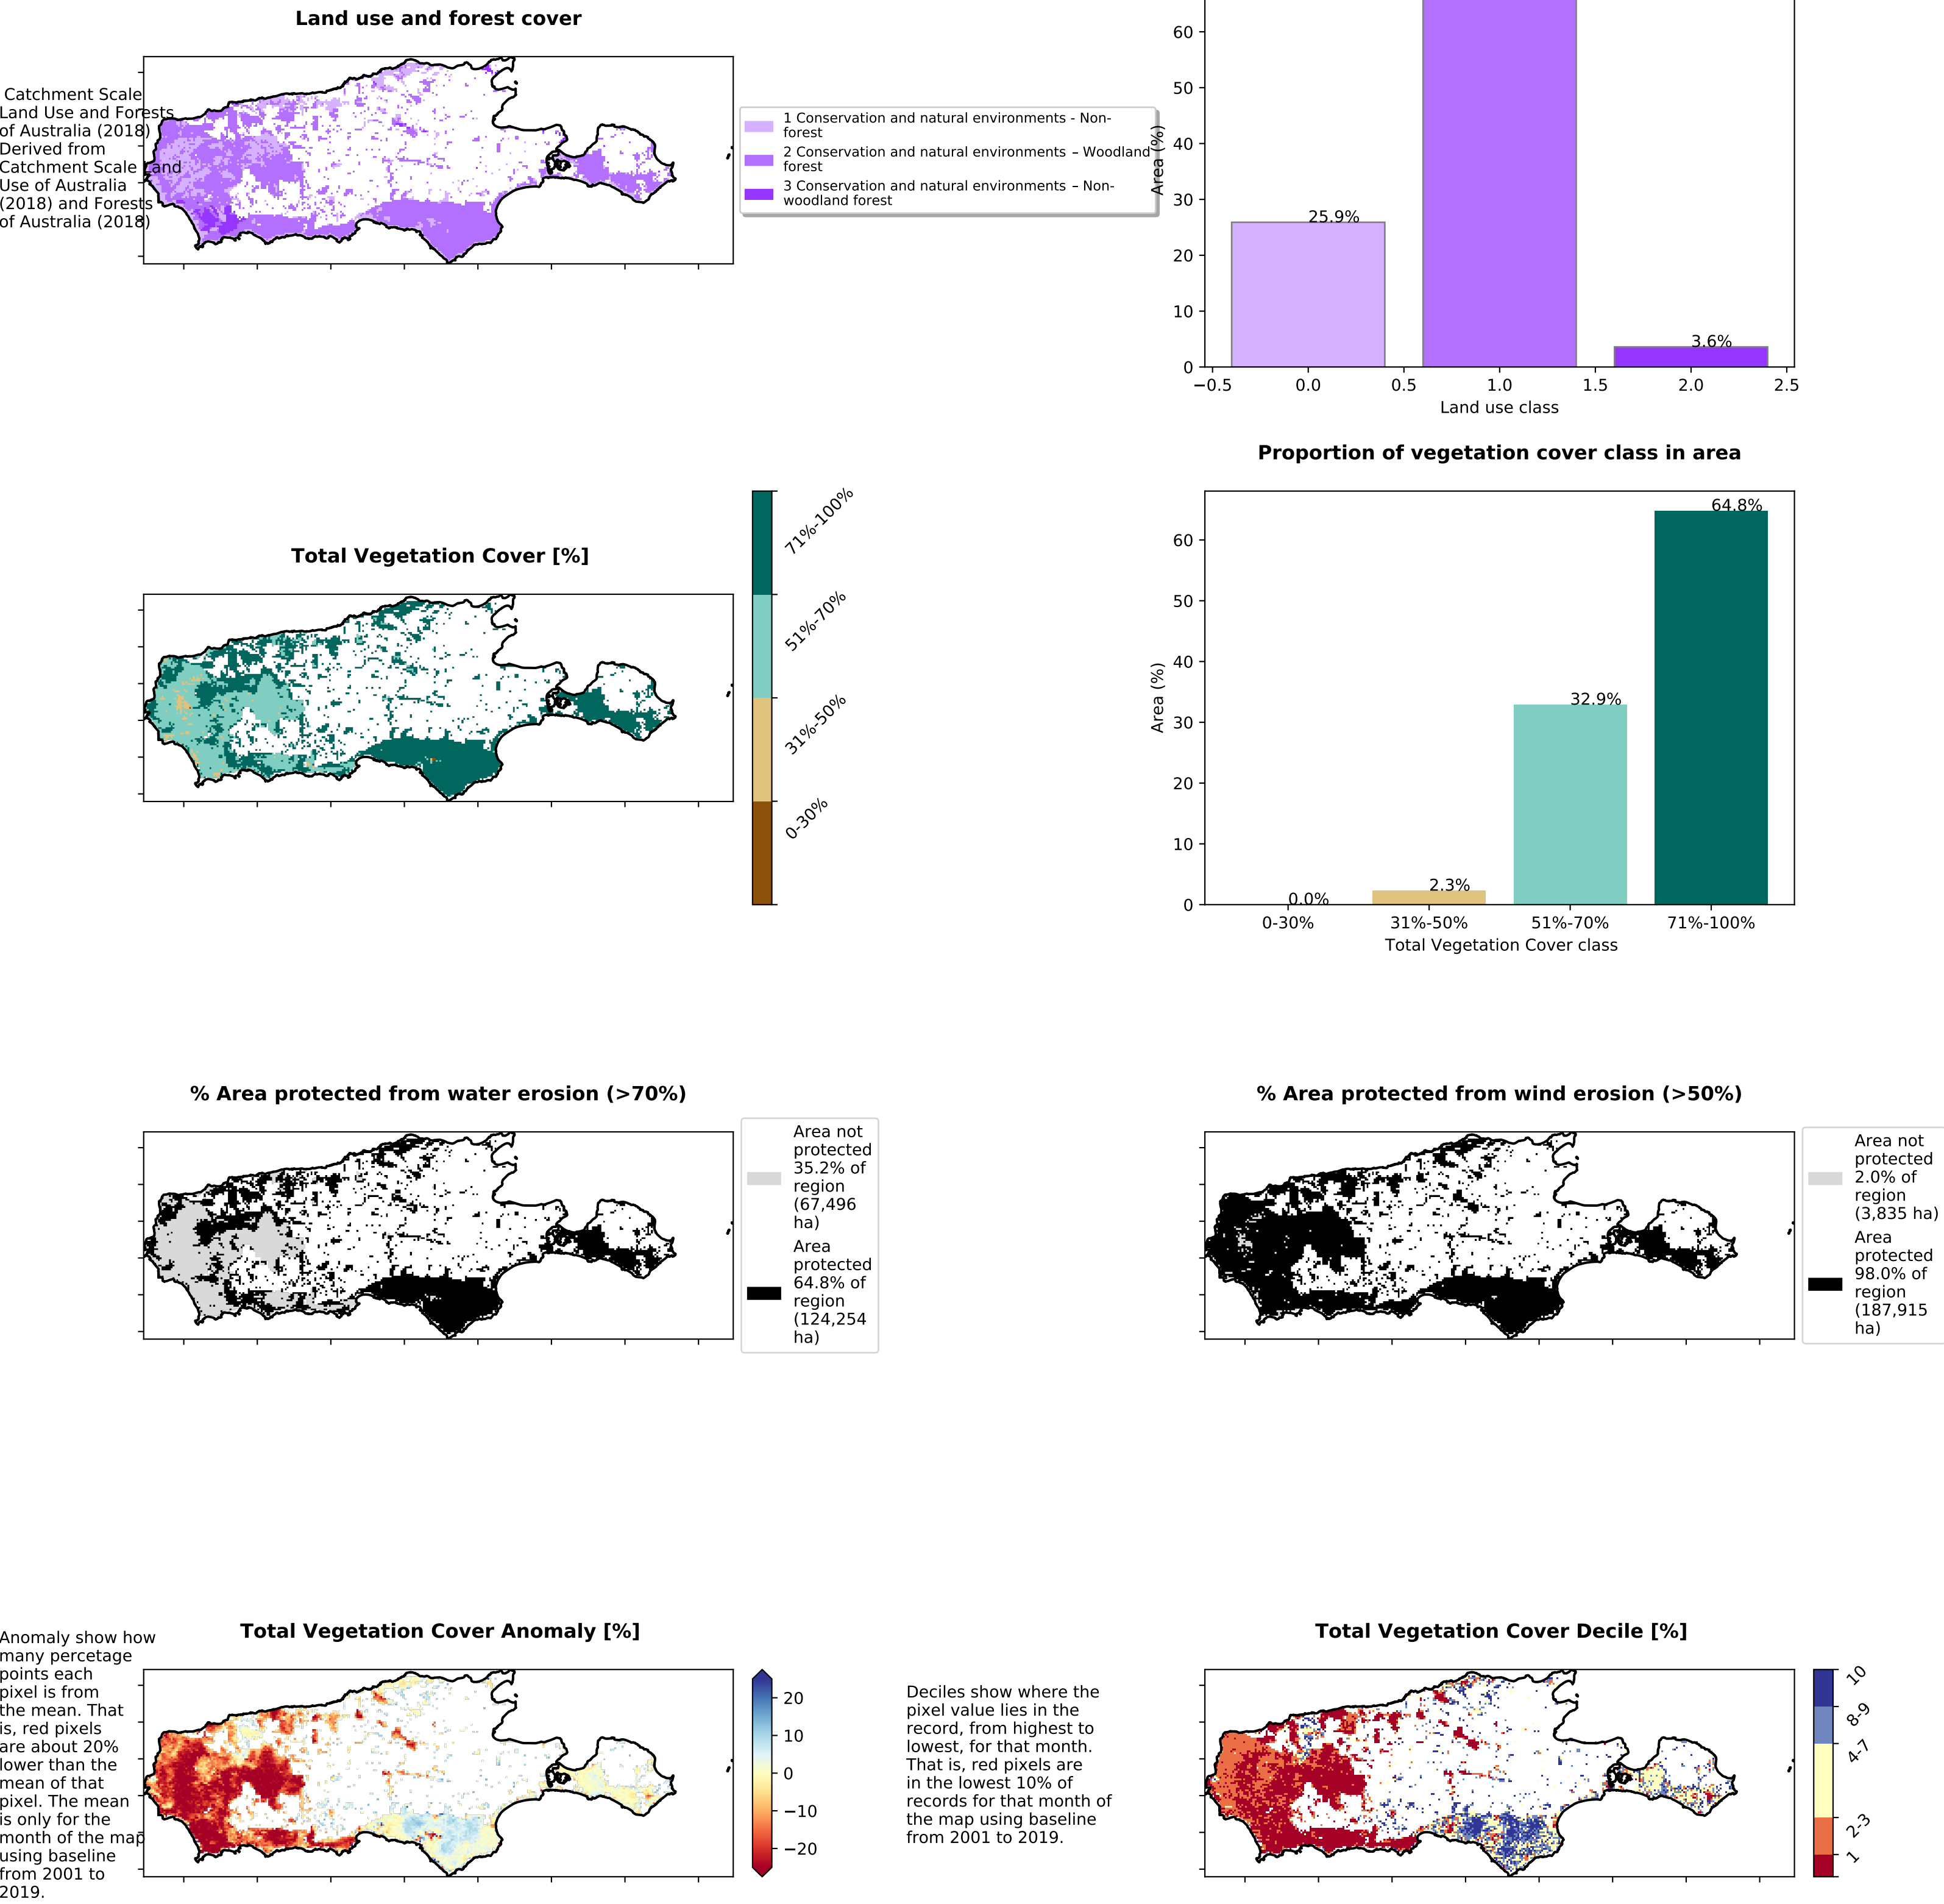 Land use and forest cover
Catchment Scale
Land Use and Forests
of Australia (2018)
Derived from
Catchment Scale Land
Use of Australia
(2018) and Forests
of Australia (2018)
1 Conservation and natural environments - Non-
forest
2 Conservation and natural environments – Woodland
forest
3 Conservation and natural environments – Non-
woodland forest
Area (%)
60
50
40
30
20
10
0
25.9%
3.6%
−0.5
0.0
0.5
1.0
1.5
2.0
2.5
Land use class
Total Vegetation Cover [%]
71%-100%
51%-70%
31%-50%
0-30%
Proportion of vegetation cover class in area
Area (%)
60
50
40
30
20
10
0
0.0%
2.3%
32.9%
64.8%
0-30%
31%-50%
51%-70%
71%-100%
Total Vegetation Cover class
% Area protected from water erosion (>70%)
Area not
protected
35.2% of
region
(67,496
ha)
Area
protected
64.8% of
region
(124,254
ha)
% Area protected from wind erosion (>50%)
Area not
protected
2.0% of
region
(3,835 ha)
Area
protected
98.0% of
region
(187,915
ha)
Total Vegetation Cover Anomaly [%]
Anomaly show how
many percetage
points each
pixel is from
the mean. That
is, red pixels
are about 20%
lower than the
mean of that
pixel. The mean
is only for the
month of the map
using baseline
from 2001 to
2019.
20
10
0
−10
−20
Total Vegetation Cover Decile [%]
Deciles show where the
pixel value lies in the
record, from highest to
lowest, for that month.
That is, red pixels are
in the lowest 10% of
records for that month of
the map using baseline
from 2001 to 2019.
10
8-9
4-7
2-3
1